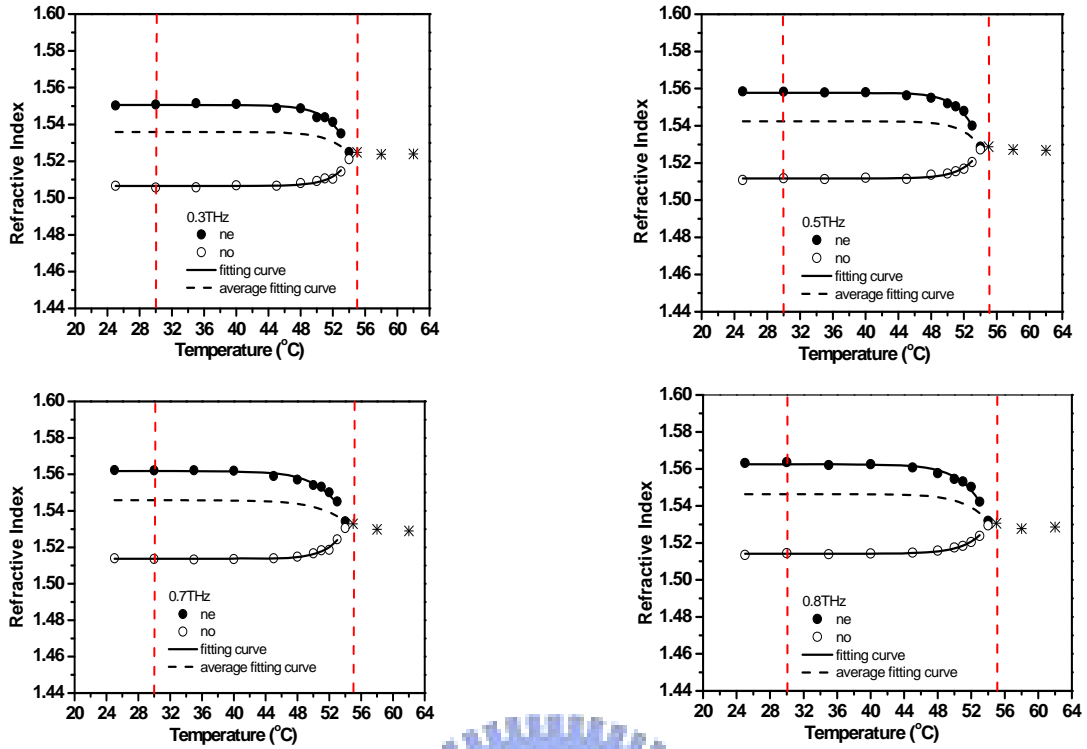 1.60
1.58
1.56
1.54
1.52
1.50
1.48
1.46
1.44
Refractive Index
0.3THz
ne
no
fitting curve
average fitting curve
20 24 28 32 36 40 44 48 52 56 60 64
Temperature (°C)
1.60
1.58
1.56
1.54
1.52
1.50
1.48
1.46
1.44
Refractive Index
0.5THz
ne
no
fitting curve
average fitting curve
20 24 28 32 36 40 44 48 52 56 60 64
Temperature (°C)
1.60
1.58
1.56
1.54
1.52
1.50
1.48
1.46
1.44
Refractive Index
0.7THz
ne
no
fitting curve
average fitting curve
20 24 28 32 36 40 44 48 52 56 60 64
Temperature (°C)
1.60
1.58
1.56
1.54
1.52
1.50
1.48
1.46
1.44
Refractive Index
0.8THz
ne
no
fitting curve
average fitting curve
20 24 28 32 36 40 44 48 52 56 60 64
Temperature (°C)